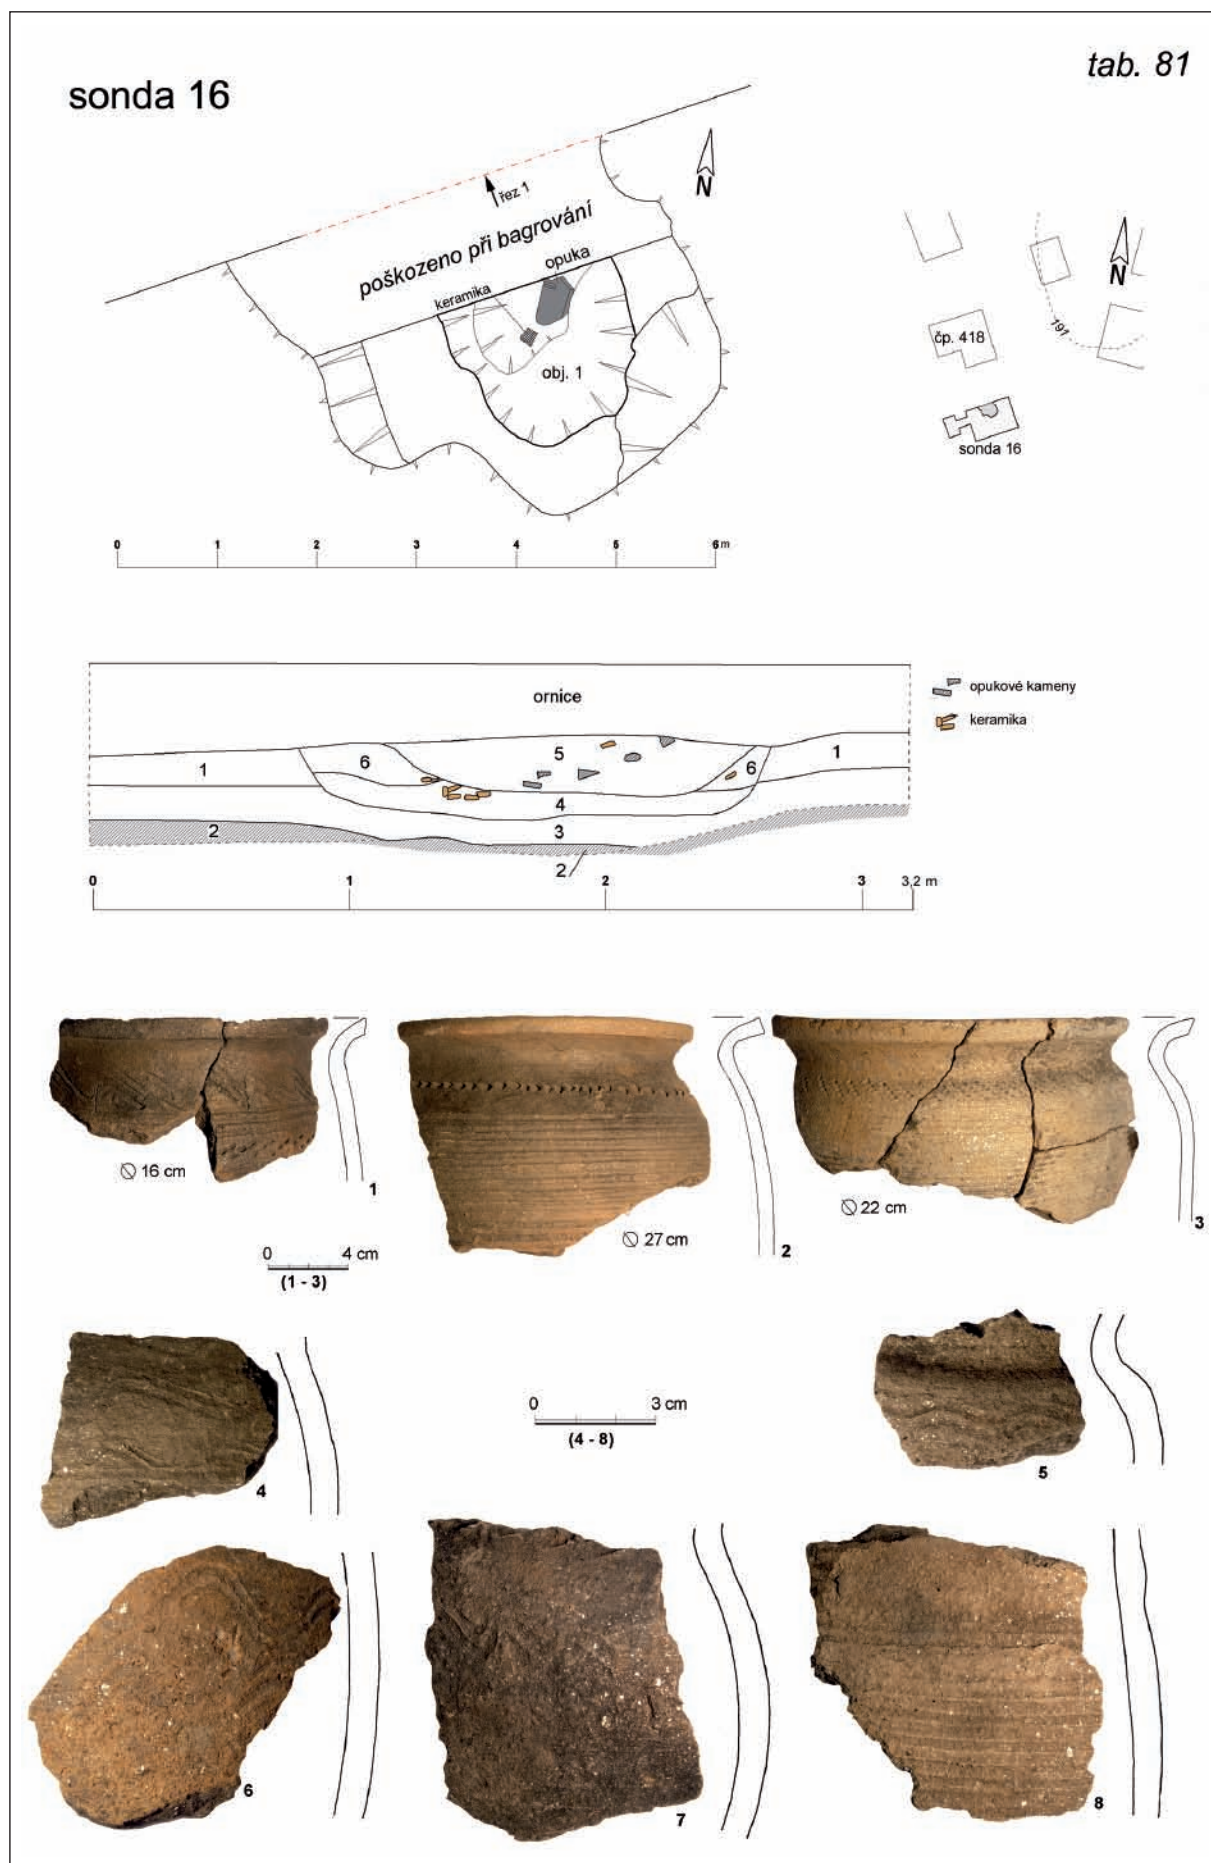 tab. 81
sonda 16
řez 1
N
poškozeno při bagrování
opuka
keramika
obj. 1
N
191
čp. 418
sonda 16
0 1 2 3 4 5 6 m
ornice
opukové kameny
keramika
1 6 5 6 1
4
2 3
2
0 1 2 3 3,2 m
∅ 16 cm
1
∅ 27 cm
2
∅ 22 cm
3
0 4 cm
(1 - 3)
4
0 3 cm
(4 - 8)
5
6
7
8